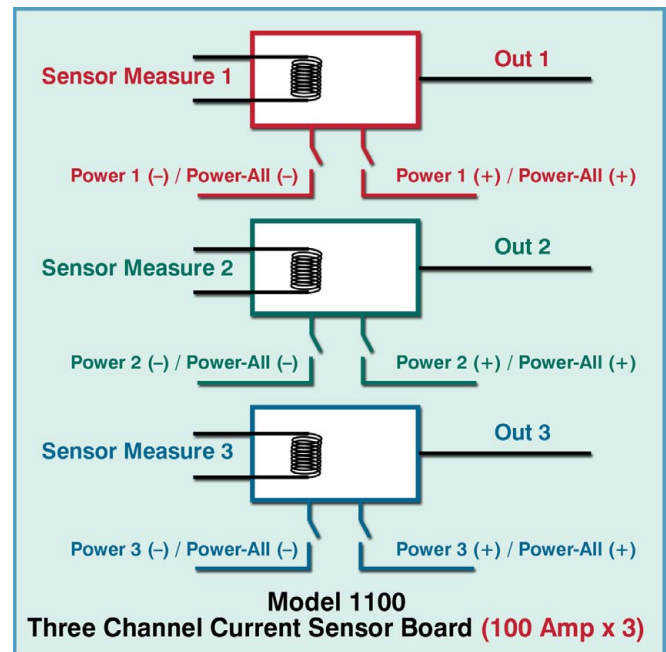 Out 1
Sensor Measure 1
Power 1 (–) / Power-All (–)
Power 1 (+) / Power-All (+)
Out 2
Sensor Measure 2
Power 2 (–) / Power-All (–)
Power 2 (+) / Power-All (+)
Out 3
Sensor Measure 3
Power 3 (–) / Power-All (–)
Power 3 (+) / Power-All (+)
Model 1100
Three Channel Current Sensor Board (100 Amp x 3)